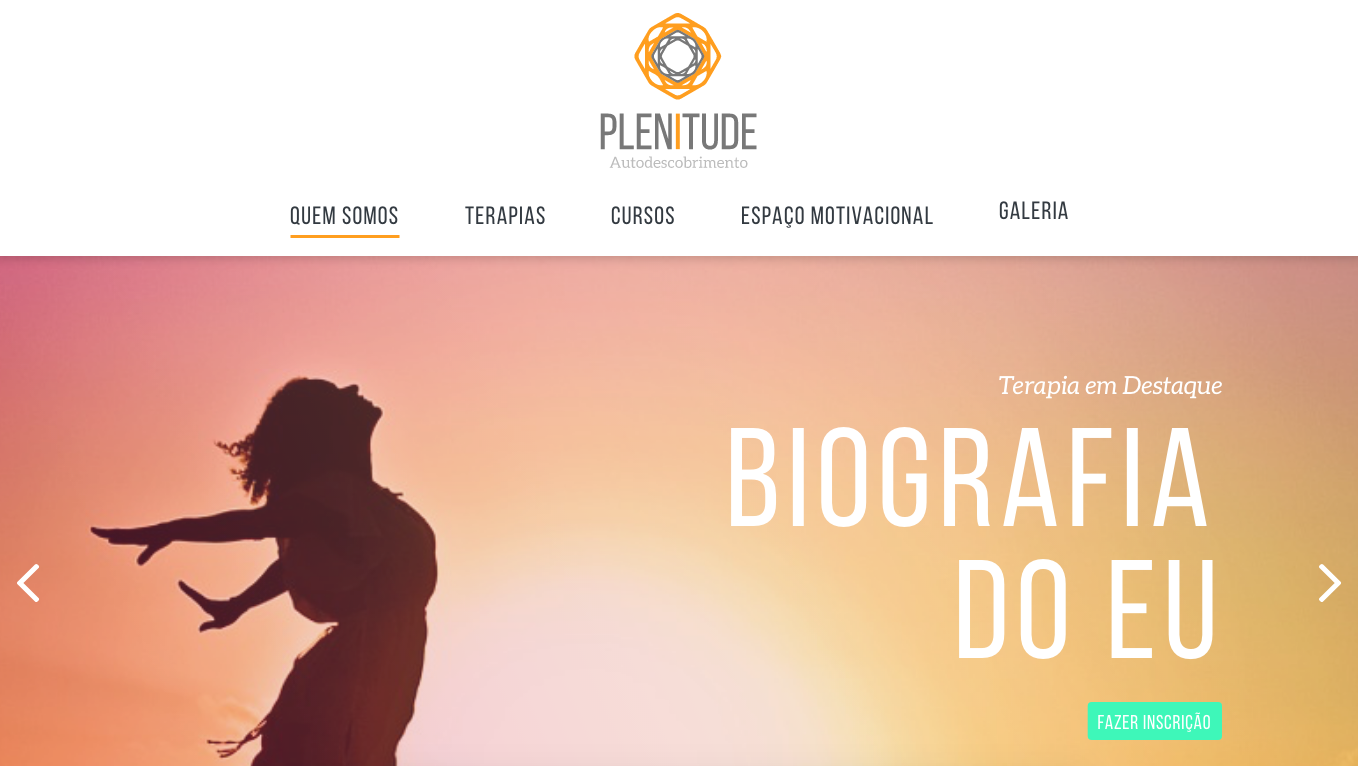 PLENITUDE
Autodescobrimento
QUEM SOMOS TERAPIAS CURSOS ESPAÇO MOTIVACIONAL GALERIA
Terapia em Destaque
BIOGRAFIA
DO EU
FAZER INSCRIÇÃO